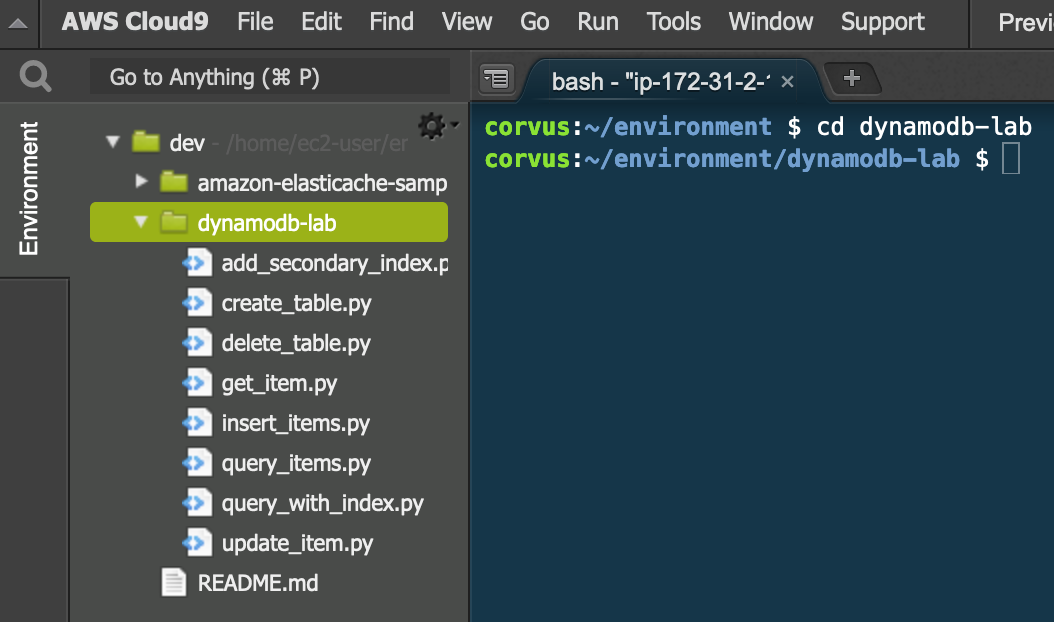 AWS Cloud9 File Edit Find View Go Run Tools Window Support Previ
Go to Anything (⌘ P)
bash - "ip-172-31-2-
Environment
dev - /home/ec2-user/er
amazon-elasticache-samp
dynamodb-lab
add_secondary_index.p
create_table.py
delete_table.py
get_item.py
insert_items.py
query_items.py
query_with_index.py
update_item.py
README.md
corvus:~/environment $ cd dynamodb-lab
corvus:~/environment/dynamodb-lab $